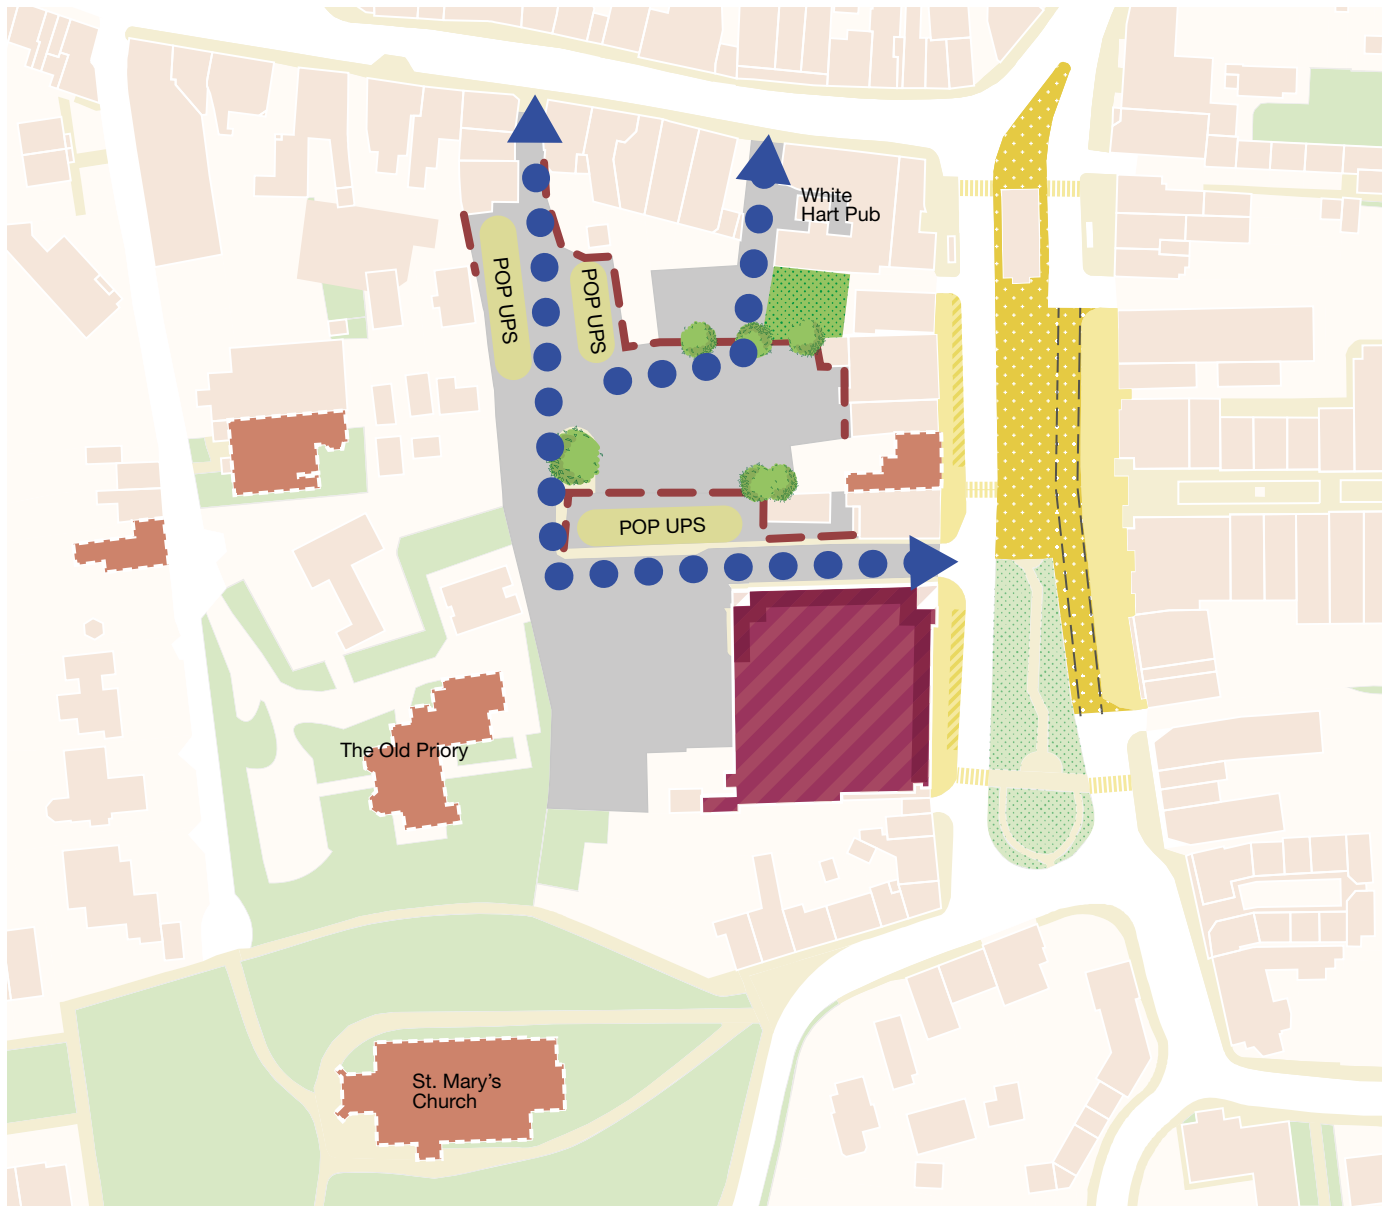 White
Hart Pub
POP UPS
POP UPS
POP UPS
The Old Priory
St. Mary's
Church